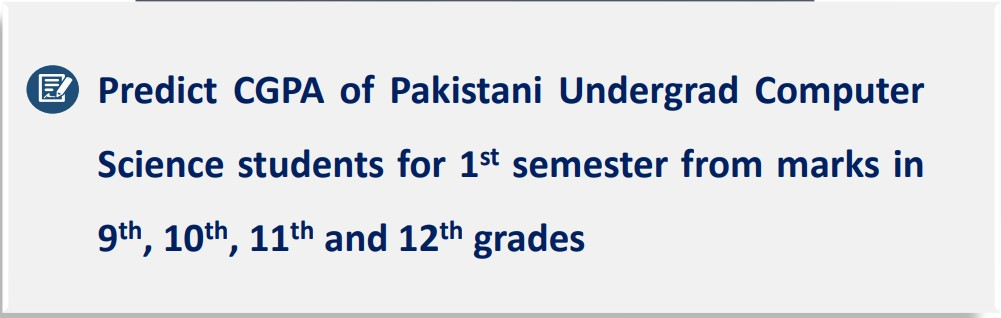 Predict CGPA of Pakistani Undergrad Computer
Science students for 1st semester from marks in
9th, 10th, 11th and 12th grades